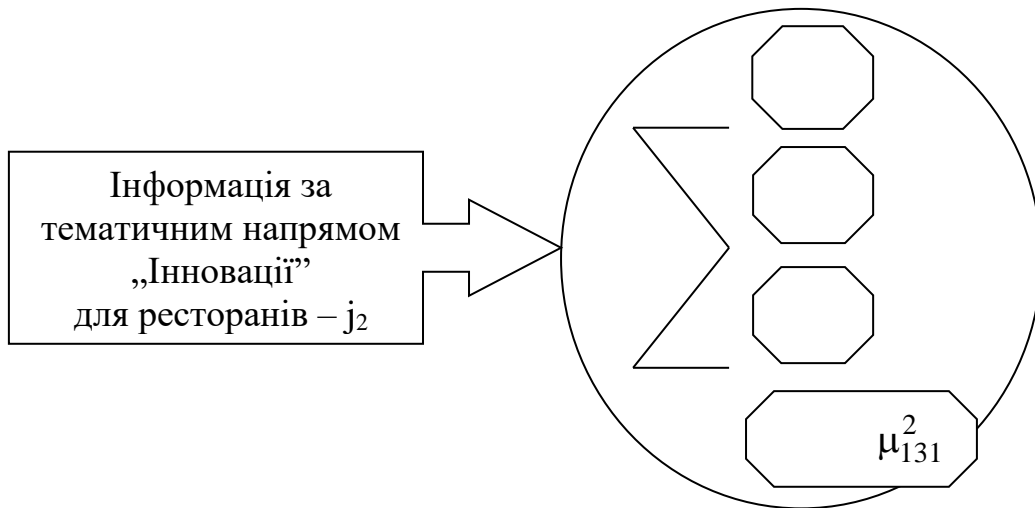 Інформація за
тематичним напрямом
„Інновації”
для ресторанів – j₂
μ²₁₃₁